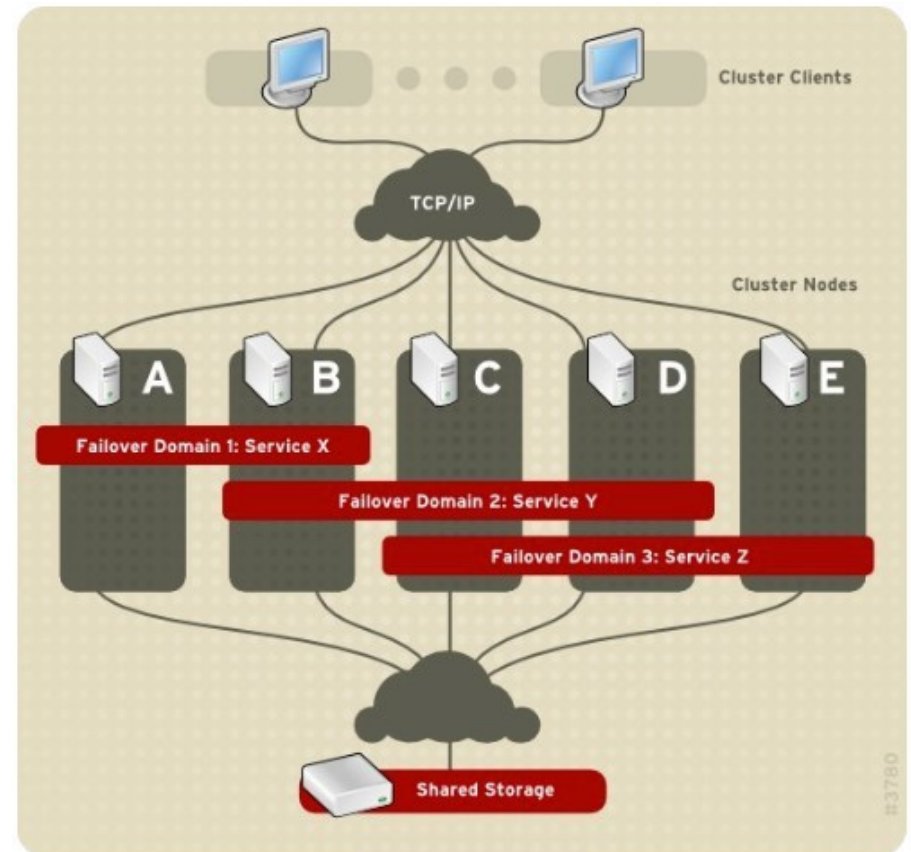 Cluster Clients
TCP/IP
Cluster Nodes
A
B
C
D
E
Failover Domain 1: Service X
Failover Domain 2: Service Y
Failover Domain 3: Service Z
Shared Storage
#3780